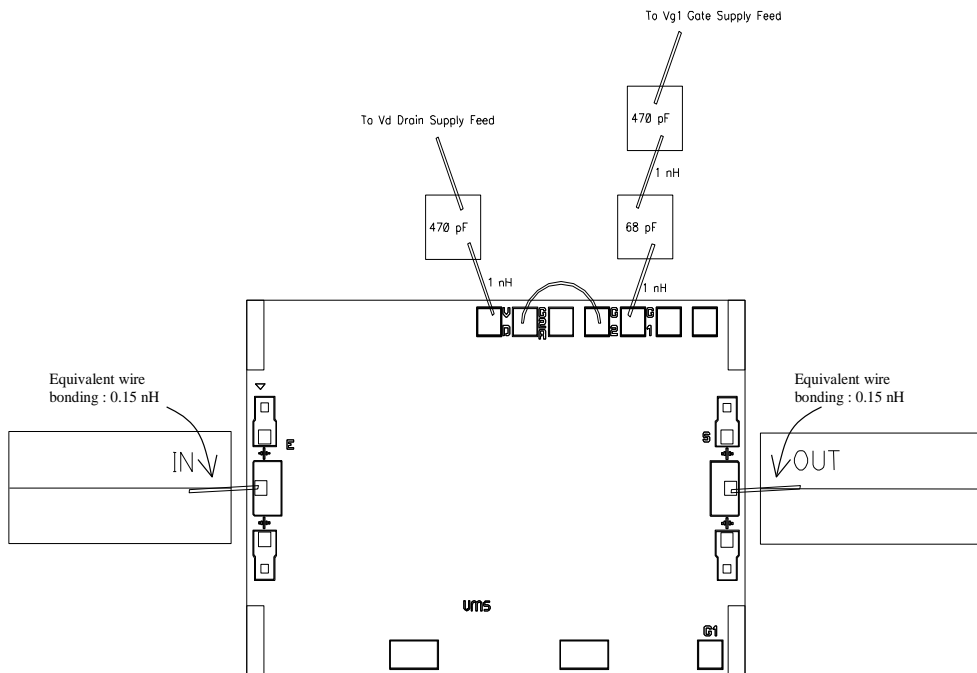 To Vg1 Gate Supply Feed
470 pF
To Vd Drain Supply Feed
1 nH
470 pF
68 pF
1 nH
1 nH
V
D
G
2
G
1
Equivalent wire
bonding : 0.15 nH
Equivalent wire
bonding : 0.15 nH
E
S
IN
OUT
UMS
G1